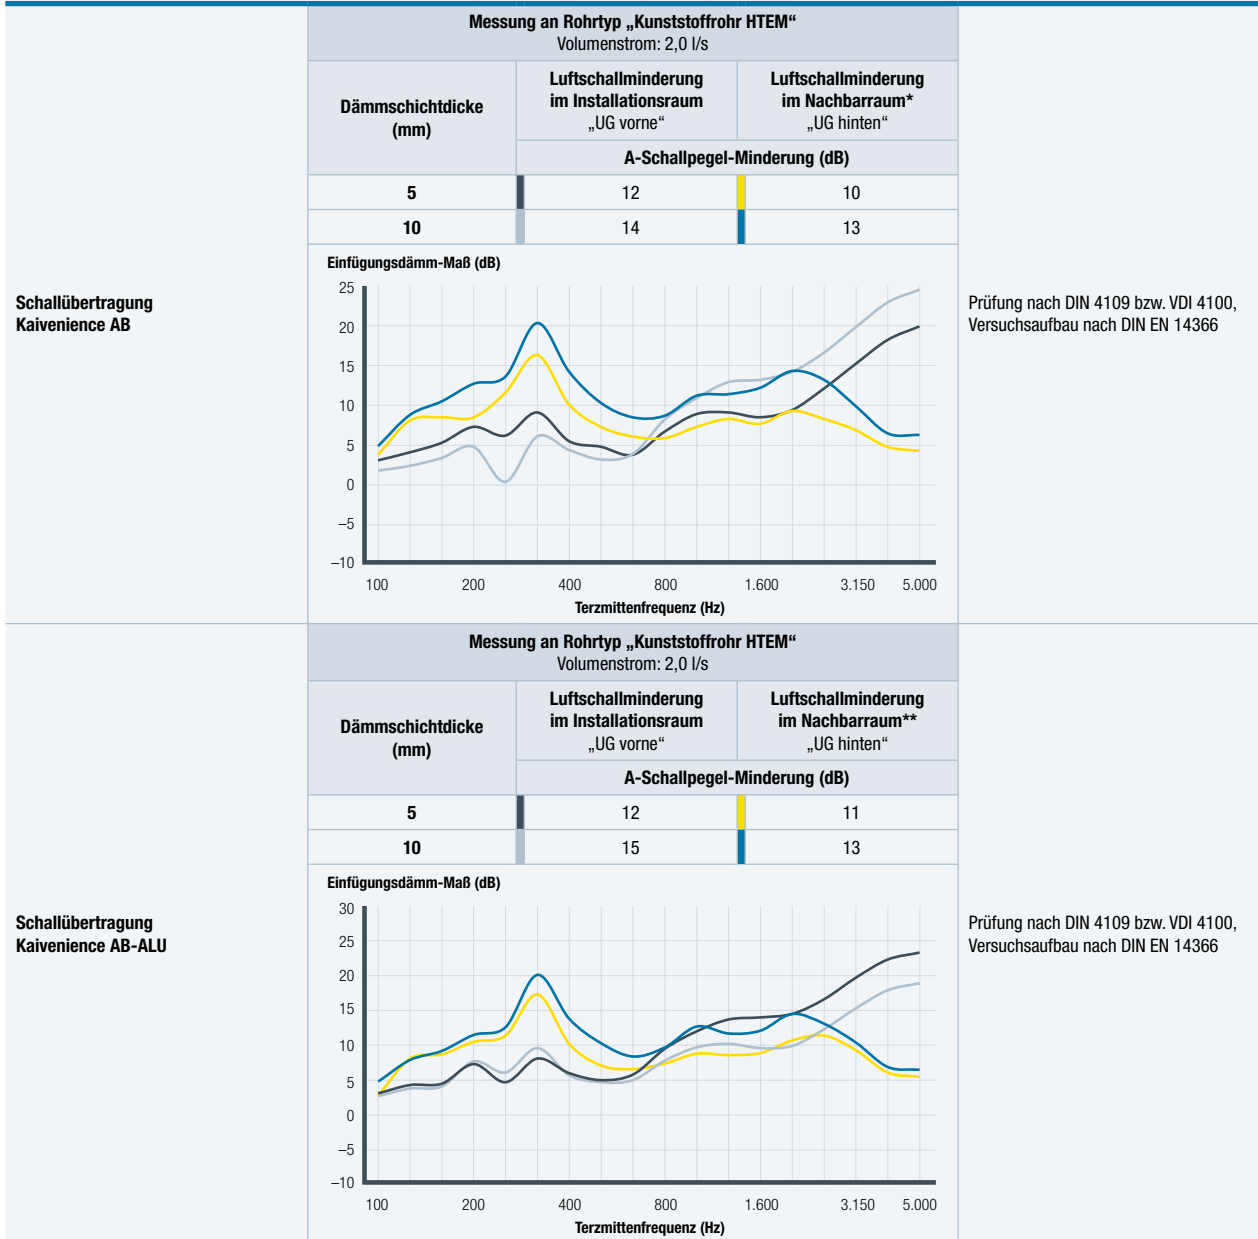 Messung an Rohrtyp „Kunststoffrohr HTEM“
Volumenstrom: 2,0 l/s
Dämmschichtdicke
(mm)
Luftschallminderung
im Installationsraum
„UG vorne“
Luftschallminderung
im Nachbarraum*
„UG hinten“
A-Schallpegel-Minderung (dB)
5
12
10
10
14
13
Schallübertragung
Kaivenience AB
Einfügungsdämm-Maß (dB)
25
20
15
10
5
0
–5
–10
100
200
400
800
1.600
3.150
5.000
Terzmittenfrequenz (Hz)
Prüfung nach DIN 4109 bzw. VDI 4100,
Versuchsaufbau nach DIN EN 14366
Messung an Rohrtyp „Kunststoffrohr HTEM“
Volumenstrom: 2,0 l/s
Dämmschichtdicke
(mm)
Luftschallminderung
im Installationsraum
„UG vorne“
Luftschallminderung
im Nachbarraum**
„UG hinten“
A-Schallpegel-Minderung (dB)
5
12
11
10
15
13
Schallübertragung
Kaivenience AB-ALU
Einfügungsdämm-Maß (dB)
30
25
20
15
10
5
0
–5
–10
100
200
400
800
1.600
3.150
5.000
Terzmittenfrequenz (Hz)
Prüfung nach DIN 4109 bzw. VDI 4100,
Versuchsaufbau nach DIN EN 14366